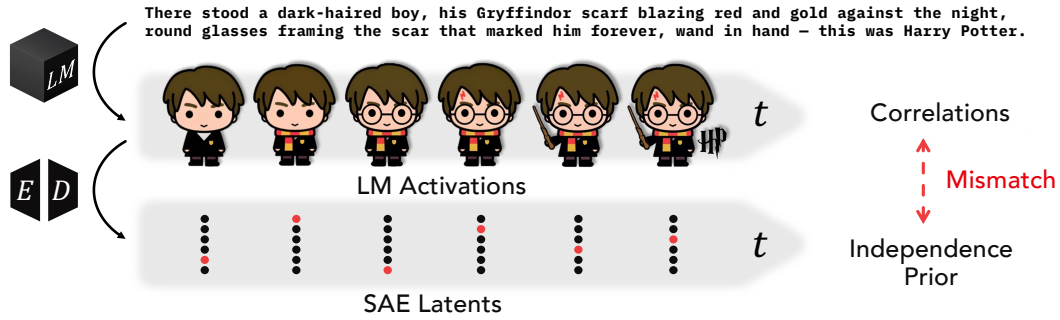 There stood a dark-haired boy, his Gryffindor scarf blazing red and gold against the night,
round glasses framing the scar that marked him forever, wand in hand – this was Harry Potter.
LM
t
Correlations
HP
LM Activations
Mismatch
E D
t
Independence
Prior
SAE Latents